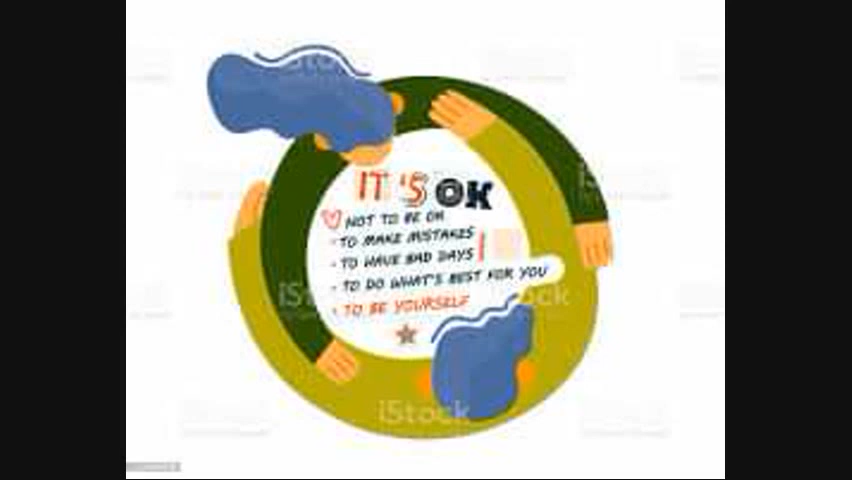 iStock
IT'S OK
NOT TO BE OK
- TO MAKE MISTAKES
- TO HAVE BAD DAYS
- TO DO WHAT'S BEST FOR YOU
- TO BE YOURSELF
iStock
iStock